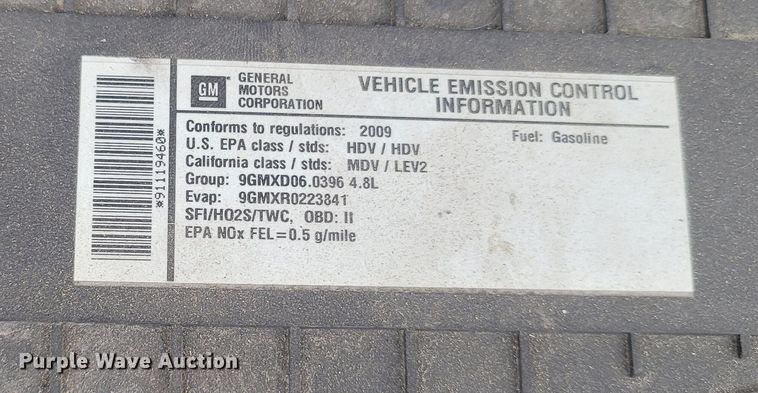 *91119460*
GM
GENERAL
MOTORS
CORPORATION
VEHICLE EMISSION CONTROL
INFORMATION
Conforms to regulations: 2009
Fuel: Gasoline
U.S. EPA class / stds: HDV / HDV
California class / stds: MDV / LEV2
Group: 9GMXD06.0396 4.8L
Evap: 9GMXR0223841
SFI/HO2S/TWC, OBD: II
EPA NOx FEL=0.5 g/mile
Purple Wave Auction